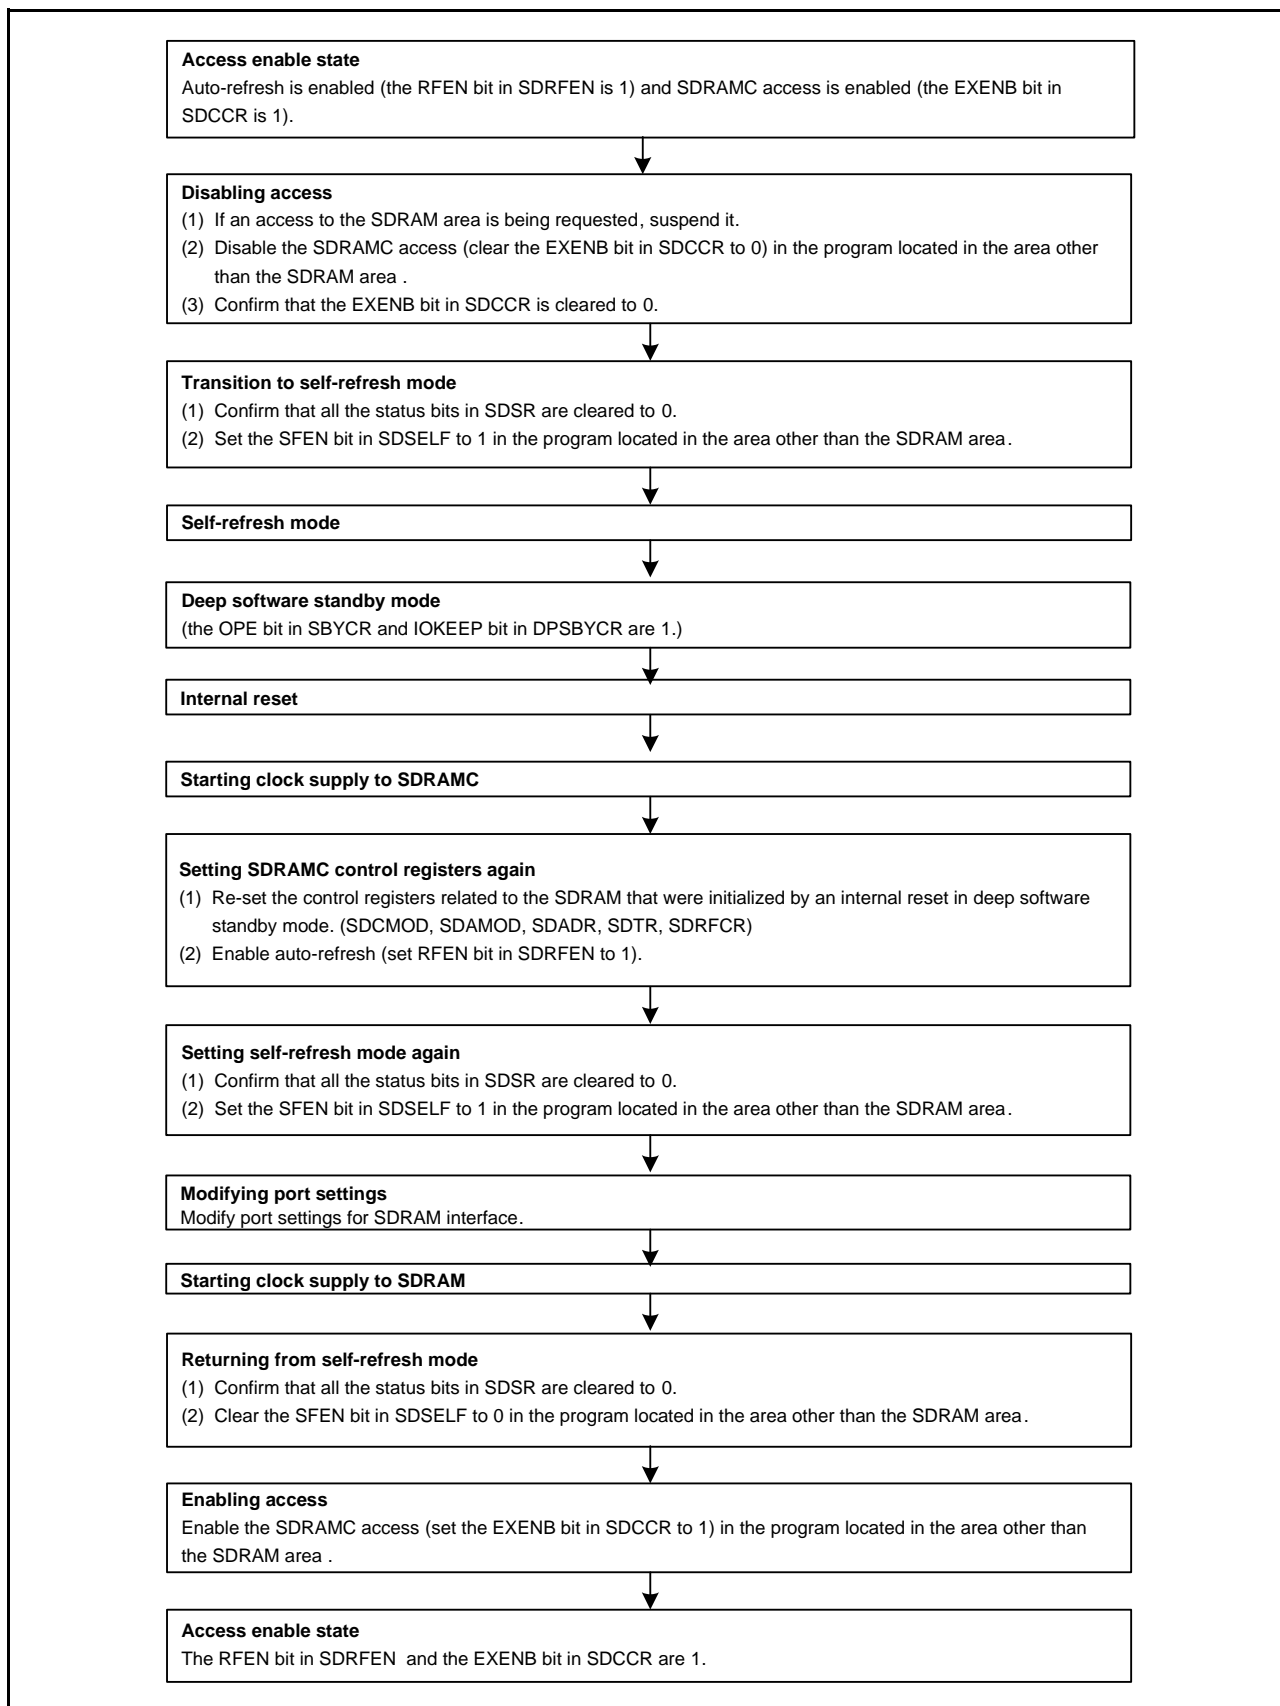 Access enable state
Auto-refresh is enabled (the RFEN bit in SDRFEN is 1) and SDRAMC access is enabled (the EXENB bit in
SDCCR is 1).
Disabling access
(1) If an access to the SDRAM area is being requested, suspend it.
(2) Disable the SDRAMC access (clear the EXENB bit in SDCCR to 0) in the program located in the area other
than the SDRAM area .
(3) Confirm that the EXENB bit in SDCCR is cleared to 0.
Transition to self-refresh mode
(1) Confirm that all the status bits in SDSR are cleared to 0.
(2) Set the SFEN bit in SDSELF to 1 in the program located in the area other than the SDRAM area.
Self-refresh mode
Deep software standby mode
(the OPE bit in SBYCR and IOKEEP bit in DPSBYCR are 1.)
Internal reset
Starting clock supply to SDRAMC
Setting SDRAMC control registers again
(1) Re-set the control registers related to the SDRAM that were initialized by an internal reset in deep software
standby mode. (SDCMOD, SDAMOD, SDADR, SDTR, SDRFCR)
(2) Enable auto-refresh (set RFEN bit in SDRFEN to 1).
Setting self-refresh mode again
(1) Confirm that all the status bits in SDSR are cleared to 0.
(2) Set the SFEN bit in SDSELF to 1 in the program located in the area other than the SDRAM area.
Modifying port settings
Modify port settings for SDRAM interface.
Starting clock supply to SDRAM
Returning from self-refresh mode
(1) Confirm that all the status bits in SDSR are cleared to 0.
(2) Clear the SFEN bit in SDSELF to 0 in the program located in the area other than the SDRAM area.
Enabling access
Enable the SDRAMC access (set the EXENB bit in SDCCR to 1) in the program located in the area other than
the SDRAM area .
Access enable state
The RFEN bit in SDRFEN and the EXENB bit in SDCCR are 1.